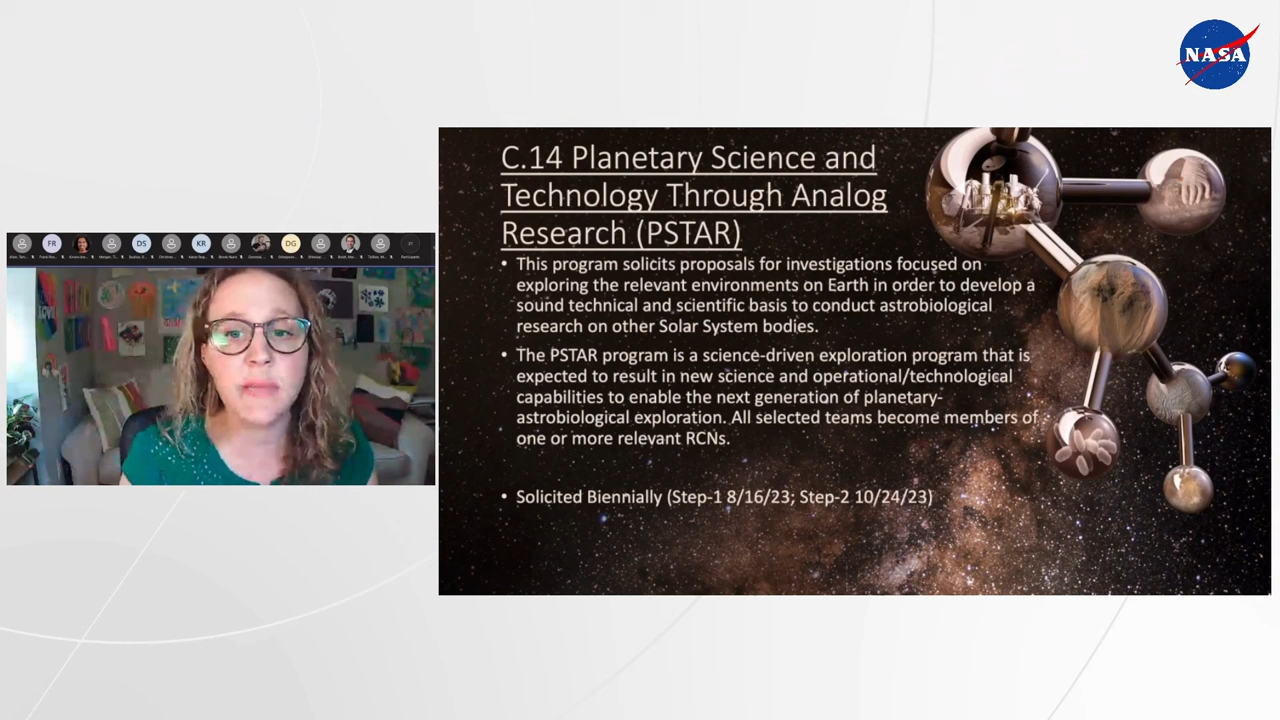 NASA
FR
DS
KR
DG
C.14 Planetary Science and
Technology Through Analog
Research (PSTAR)
• This program solicits proposals for investigations focused on
exploring the relevant environments on Earth in order to develop a
sound technical and scientific basis to conduct astrobiological
research on other Solar System bodies.
• The PSTAR program is a science-driven exploration program that is
expected to result in new science and operational/technological
capabilities to enable the next generation of planetary-
astrobiological exploration. All selected teams become members of
one or more relevant RCNs.
• Solicited Biennially (Step-1 8/16/23; Step-2 10/24/23)